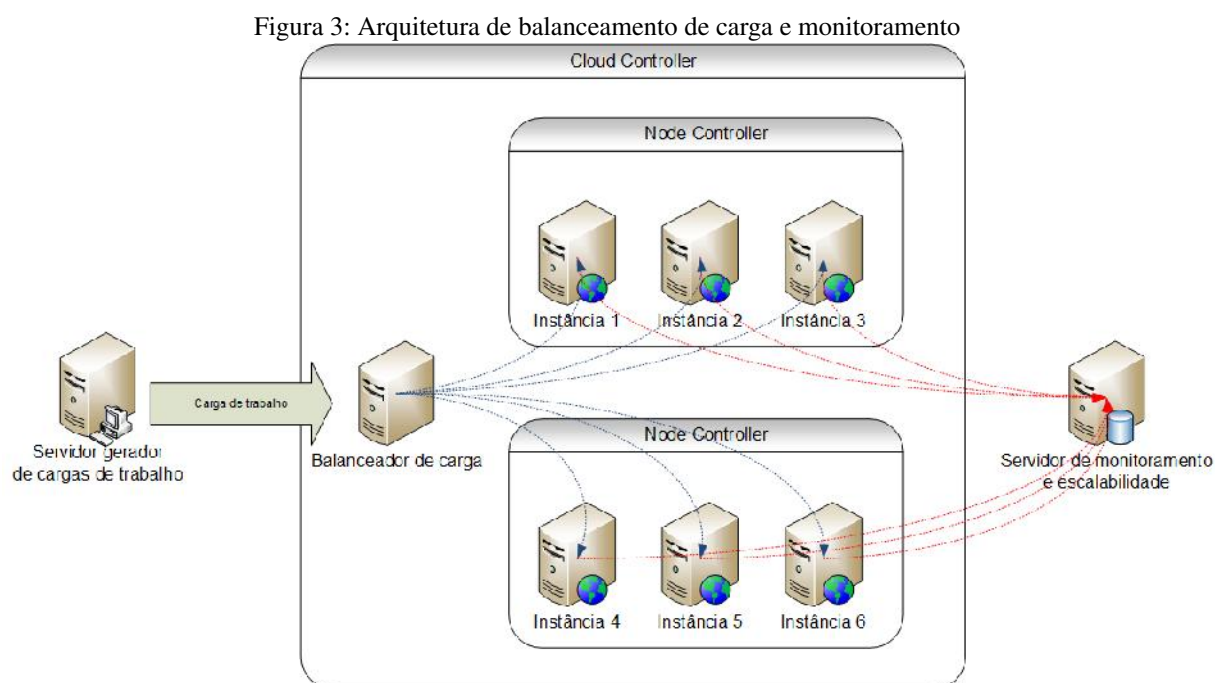 Figura 3: Arquitetura de balanceamento de carga e monitoramento
Cloud Controller
Node Controller
Instância 1
Instância 2
Instância 3
Servidor gerador
de cargas de trabalho
Carga de trabalho
Balanceador de carga
Servidor de monitoramento
e escalabilidade
Node Controller
Instância 4
Instância 5
Instância 6